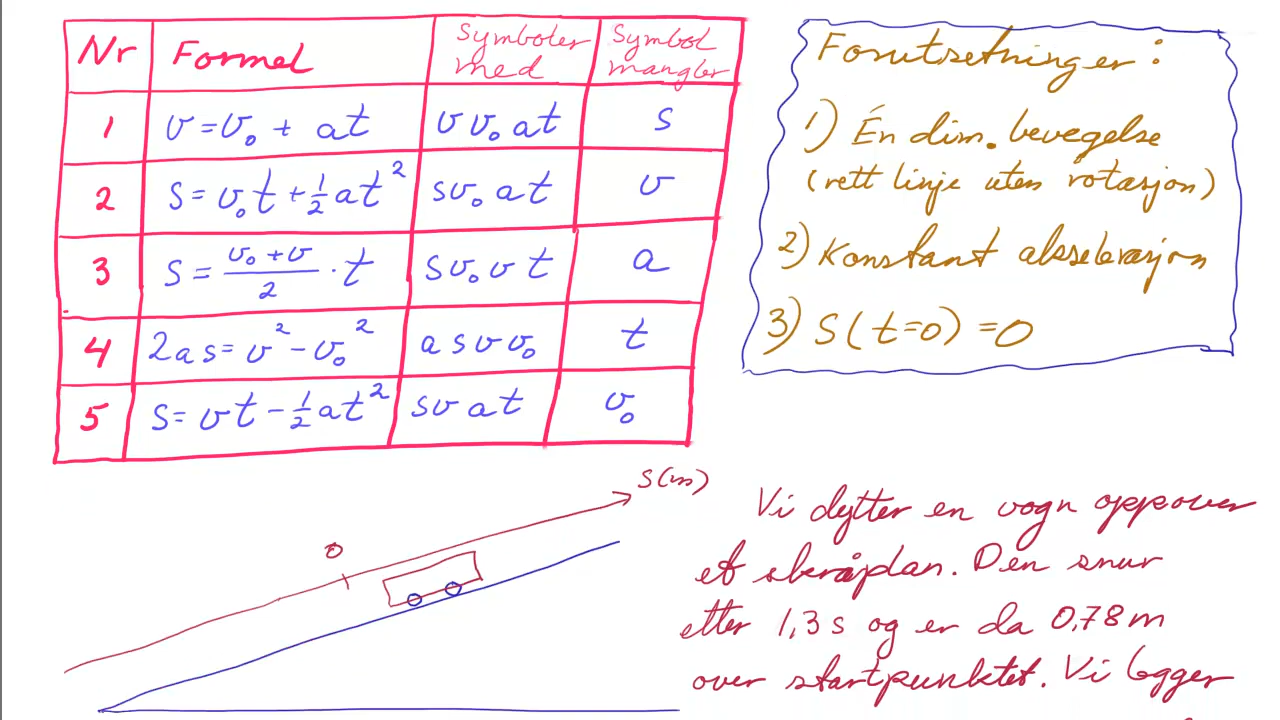 Nr Formel Symboler med Symbol mangler
1 v = v₀ + at v v₀ a t s
2 s = v₀t + ½at² s v₀ a t v
3 s = (v₀ + v)/2 · t s v₀ v t a
4 2as = v² - v₀² a s v v₀ t
5 s = vt - ½at² s v a t v₀
Forutsetninger:
1) Én dim. bevegelse
(rett linje uten rotasjon)
2) Konstant akselerasjon
3) S(t=0) = 0
S(m)
0
Vi dytter en vogn oppover
et skråplan. Den snur
etter 1,3 s og er da 0,78 m
over startpunktet. Vi legger